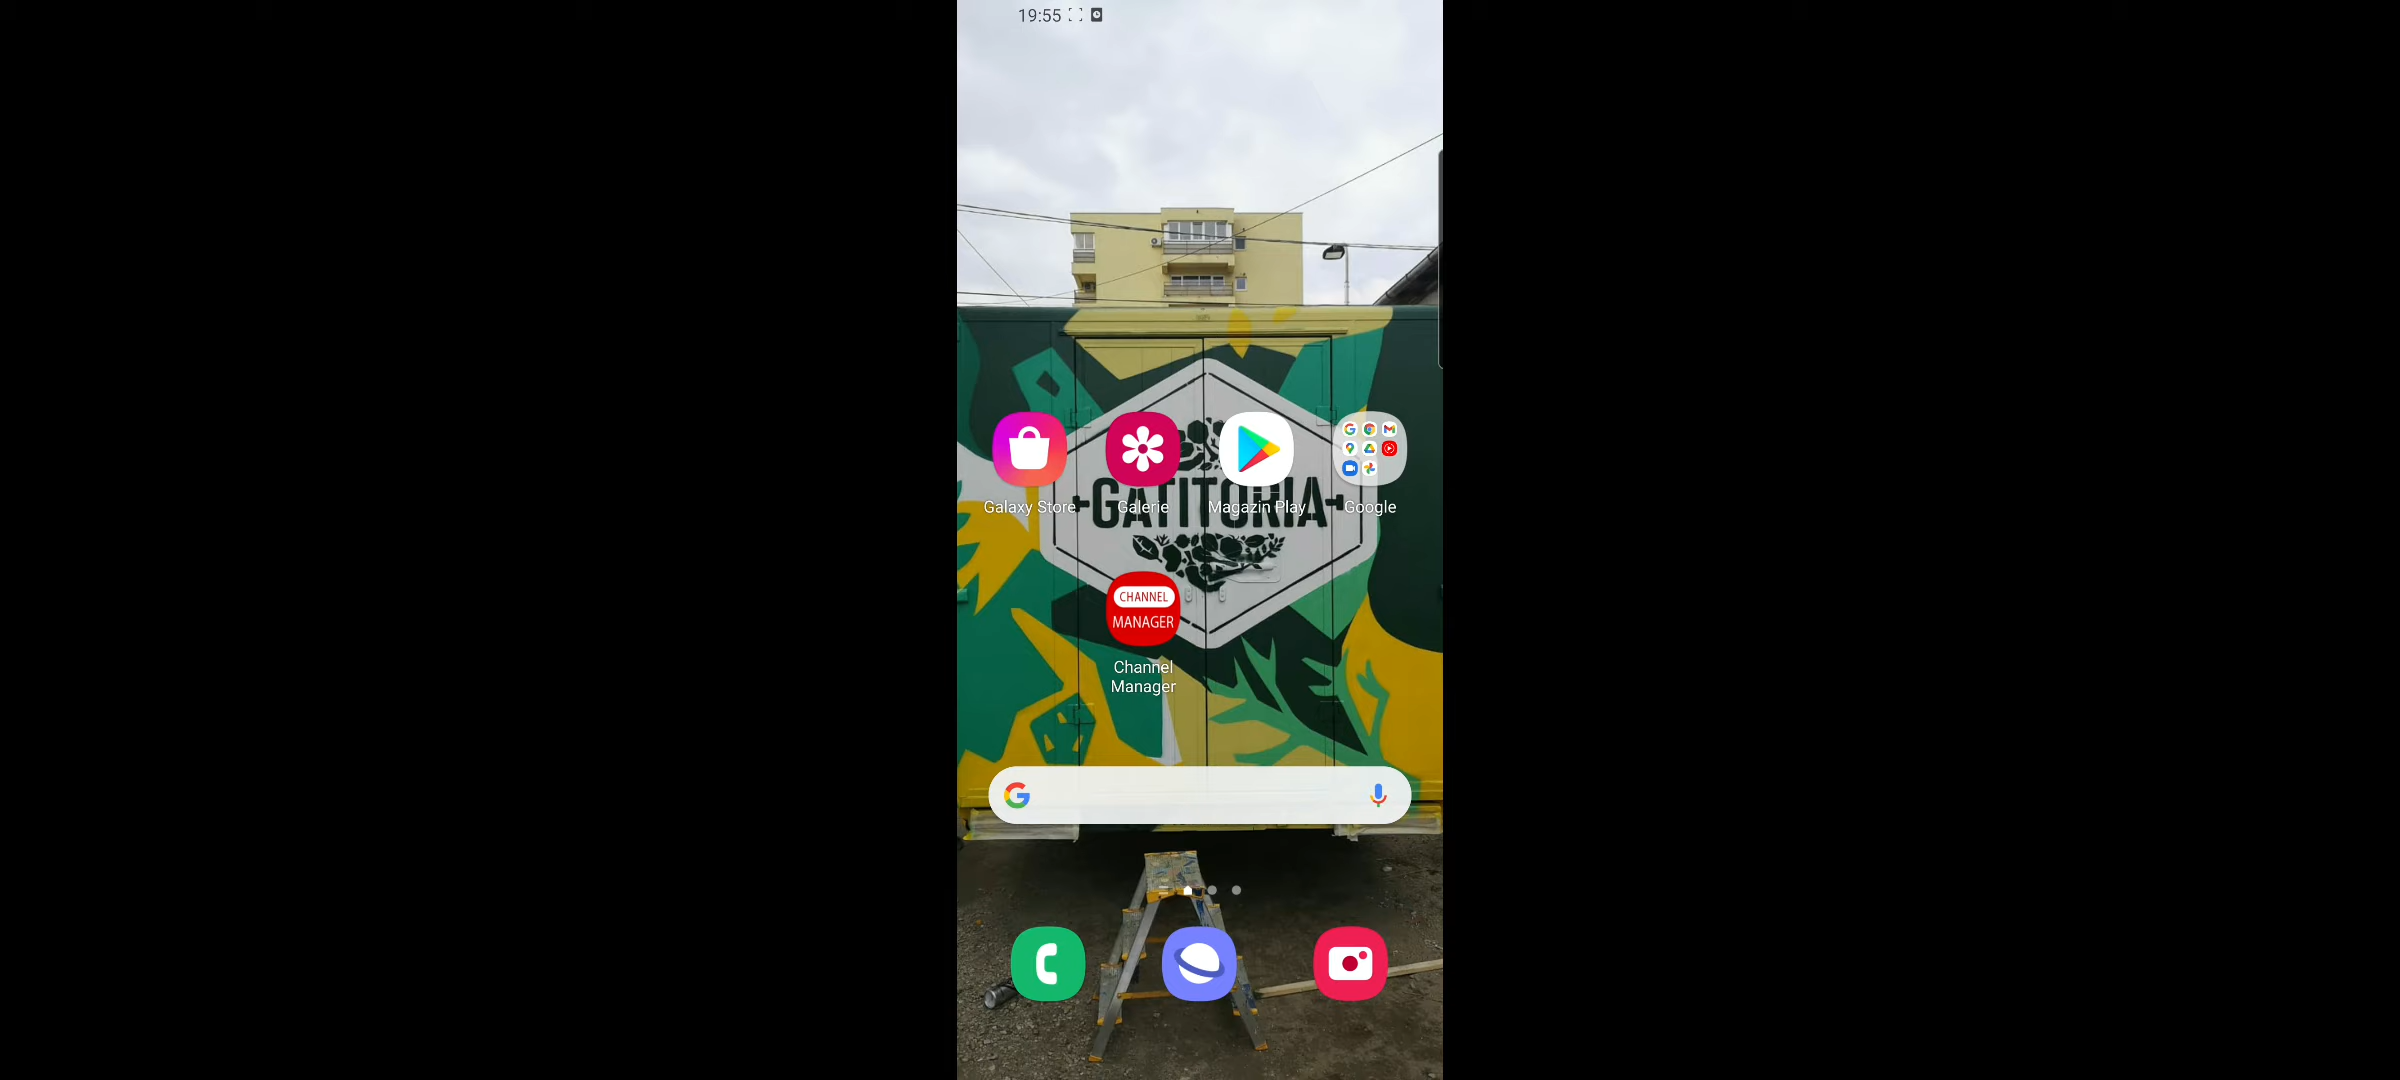 19:55
GATITORIA
Galaxy Store
Galerie
Magazin Play
Google
CHANNEL
MANAGER
Channel
Manager